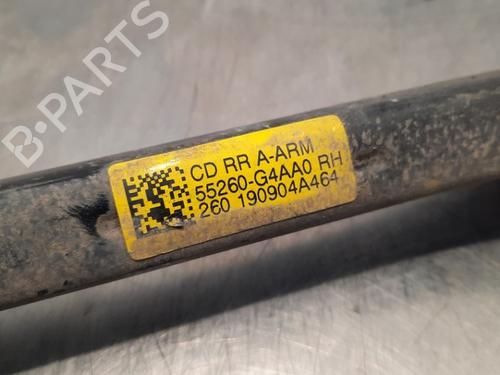 CD RR A-ARM
55260-G4AA0 RH
260 190904A464
B-PARTS